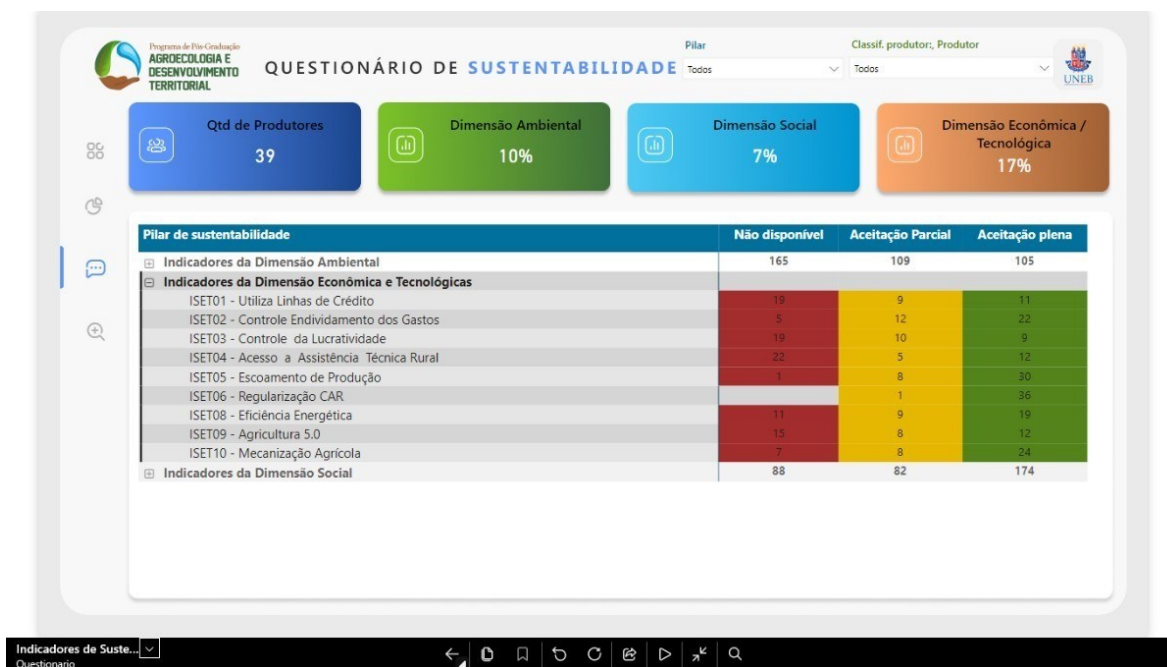 Programa de Pós-Graduação
AGROECOLOGIA E
DESENVOLVIMENTO
TERRITORIAL
QUESTIONÁRIO DE SUSTENTABILIDADE
Pilar
Todos
Classif. produtor:, Produtor
Todos
UNEB
Qtd de Produtores
39
Dimensão Ambiental
10%
Dimensão Social
7%
Dimensão Econômica /
Tecnológica
17%
Pilar de sustentabilidade Não disponível Aceitação Parcial Aceitação plena
Indicadores da Dimensão Ambiental 165 109 105
Indicadores da Dimensão Econômica e Tecnológicas
ISET01 - Utiliza Linhas de Crédito 19 9 11
ISET02 - Controle Endividamento dos Gastos 5 12 22
ISET03 - Controle da Lucratividade 19 10 9
ISET04 - Acesso a Assistência Técnica Rural 22 5 12
ISET05 - Escoamento de Produção 1 8 30
ISET06 - Regularização CAR 1 36
ISET08 - Eficiência Energética 11 9 19
ISET09 - Agricultura 5.0 15 8 12
ISET10 - Mecanização Agrícola 7 8 24
Indicadores da Dimensão Social 88 82 174
Indicadores de Suste...
Questionario